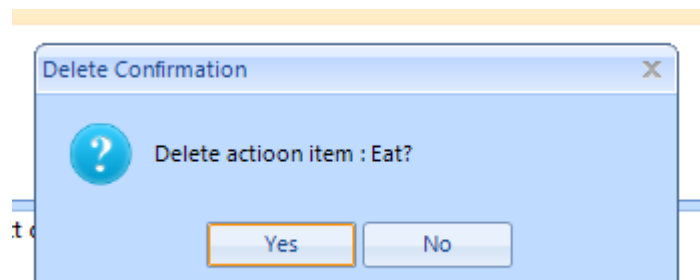 Delete Confirmation
Delete actioon item : Eat?
Yes
No